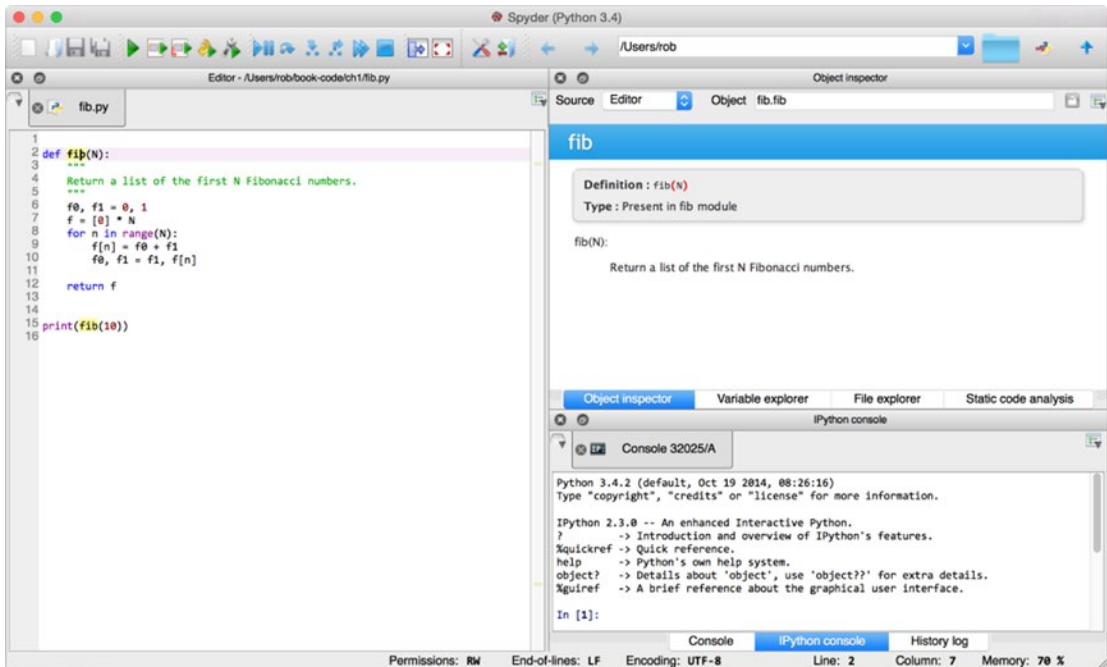 Spyder (Python 3.4)
/Users/rob
Editor - /Users/rob/book-code/ch1/fib.py
fib.py
1
2 def fib(N):
3     """
4     Return a list of the first N Fibonacci numbers.
5     """
6     f0, f1 = 0, 1
7     f = [0] * N
8     for n in range(N):
9         f[n] = f0 + f1
10         f0, f1 = f1, f[n]
11
12     return f
13
14
15 print(fib(10))
16
Object inspector
Source Editor Object fib.fib
fib
Definition : fib(N)
Type : Present in fib module
fib(N):
Return a list of the first N Fibonacci numbers.
Object inspector Variable explorer File explorer Static code analysis
IPython console
Console 32025/A
Python 3.4.2 (default, Oct 19 2014, 08:26:16)
Type "copyright", "credits" or "license" for more information.
IPython 2.3.0 -- An enhanced Interactive Python.
?         -> Introduction and overview of IPython's features.
%quickref -> Quick reference.
help      -> Python's own help system.
object?   -> Details about 'object', use 'object??' for extra details.
%guiref   -> A brief reference about the graphical user interface.
In [1]:
Console IPython console History log
Permissions: RW End-of-lines: LF Encoding: UTF-8 Line: 2 Column: 7 Memory: 70 %